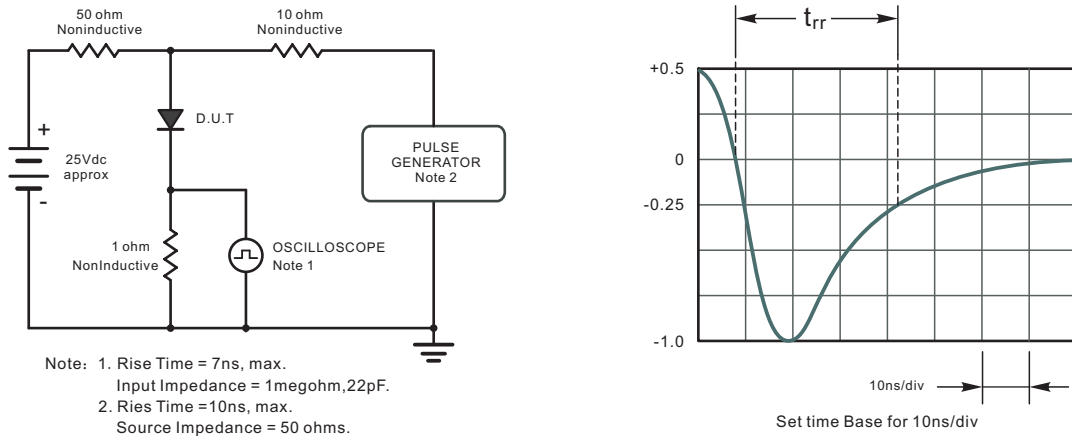 50 ohm
Noninductive
10 ohm
Noninductive
+
25Vdc
approx
-
D.U.T
1 ohm
NonInductive
OSCILLOSCOPE
Note 1
PULSE
GENERATOR
Note 2
Note: 1. Rise Time = 7ns, max.
Input Impedance = 1megohm,22pF.
2. Ries Time =10ns, max.
Source Impedance = 50 ohms.
trr
+0.5
0
-0.25
-1.0
10ns/div
Set time Base for 10ns/div